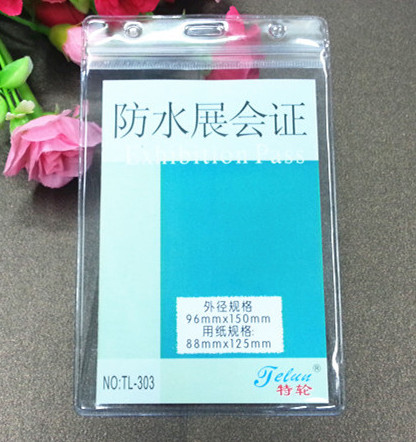 防水展会证
Exhibition Pass
外径规格
96mmx150mm
用纸规格:
88mmx125mm
NO:TL-303
Telun®
特轮